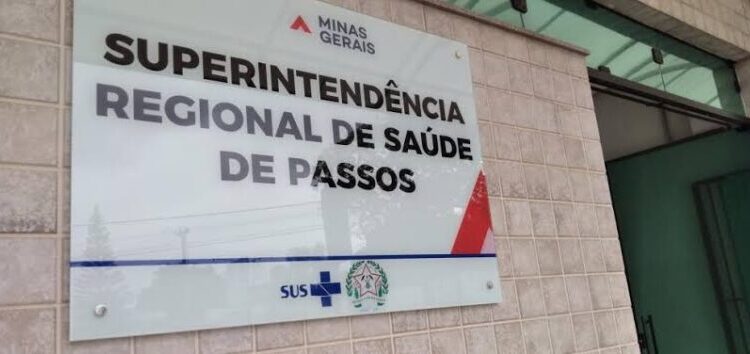 MINAS
GERAIS
SUPERINTENDÊNCIA
REGIONAL DE SAÚDE
DE PASSOS
SUS